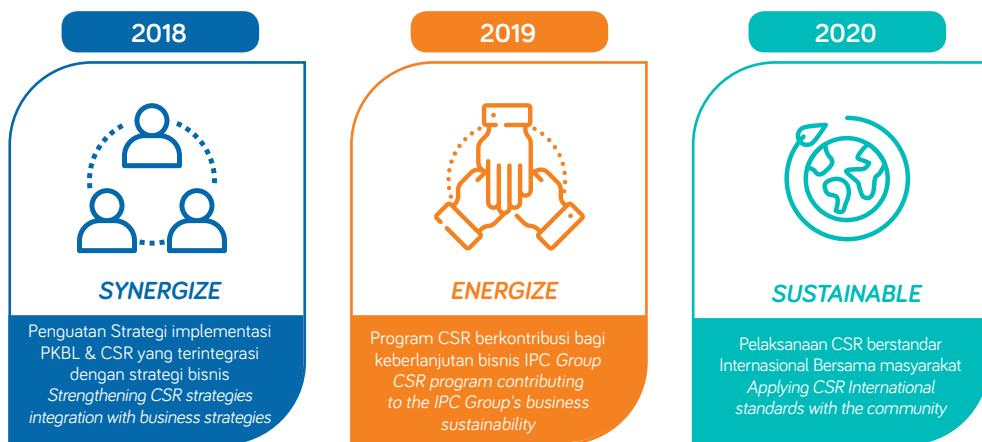 2018
SYNERGIZE
Penguatan Strategi implementasi
PKBL & CSR yang terintegrasi
dengan strategi bisnis
Strengthening CSR strategies
integration with business strategies
2019
ENERGIZE
Program CSR berkontribusi bagi
keberlanjutan bisnis IPC Group
CSR program contributing
to the IPC Group's business
sustainability
2020
SUSTAINABLE
Pelaksanaan CSR berstandar
Internasional Bersama masyarakat
Applying CSR International
standards with the community